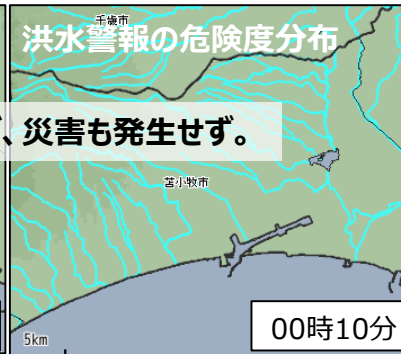 千歳市
洪水警報の危険度分布
、災害も発生せず。
苫小牧市
5km
00時10分